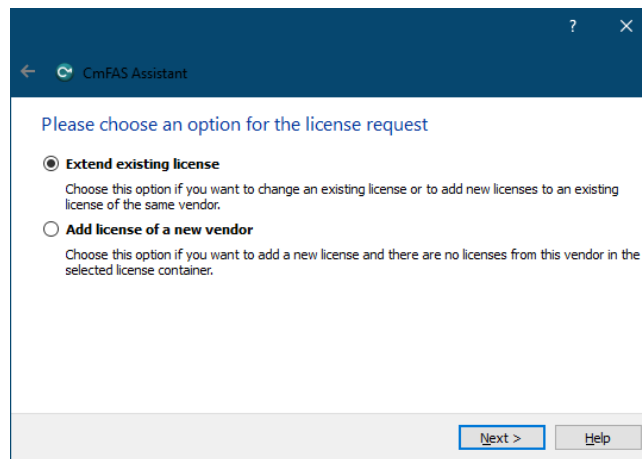 ?
CmFAS Assistant
Please choose an option for the license request
Extend existing license
Choose this option if you want to change an existing license or to add new licenses to an existing
license of the same vendor.
Add license of a new vendor
Choose this option if you want to add a new license and there are no licenses from this vendor in the
selected license container.
Next > Help